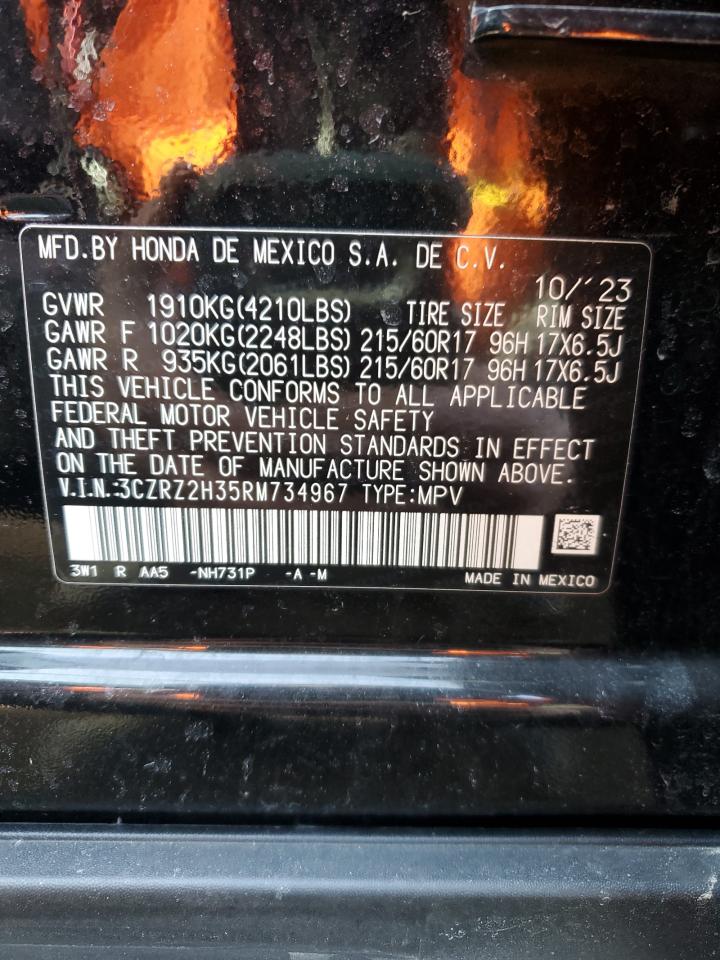 MFD.BY HONDA DE MEXICO S.A. DE C.V.
10/'23
GVWR 1910KG(4210LBS) TIRE SIZE RIM SIZE
GAWR F 1020KG(2248LBS) 215/60R17 96H 17X6.5J
GAWR R 935KG(2061LBS) 215/60R17 96H 17X6.5J
THIS VEHICLE CONFORMS TO ALL APPLICABLE
FEDERAL MOTOR VEHICLE SAFETY
AND THEFT PREVENTION STANDARDS IN EFFECT
ON THE DATE OF MANUFACTURE SHOWN ABOVE.
V.I.N.:3CZRZ2H35RM734967 TYPE:MPV
3W1 R AA5 -NH731P -A -M MADE IN MEXICO